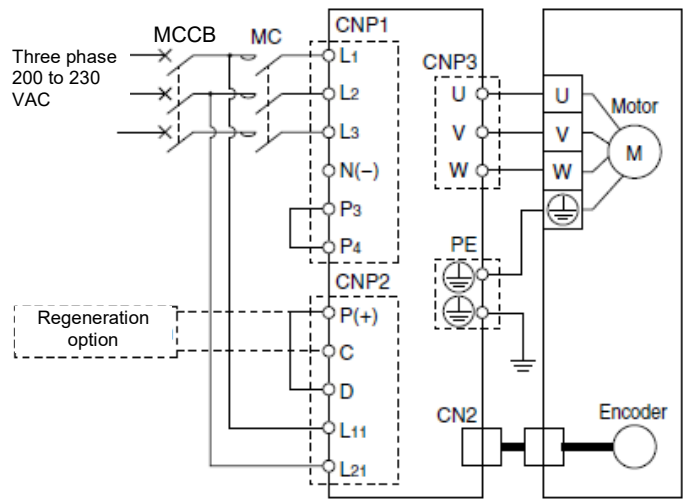 Three phase
200 to 230
VAC
MCCB
MC
CNP1
L1
L2
L3
N(−)
P3
P4
CNP2
P(+)
C
D
L11
L21
Regeneration
option
CNP3
U
V
W
PE
CN2
U
V
W
Motor
M
Encoder